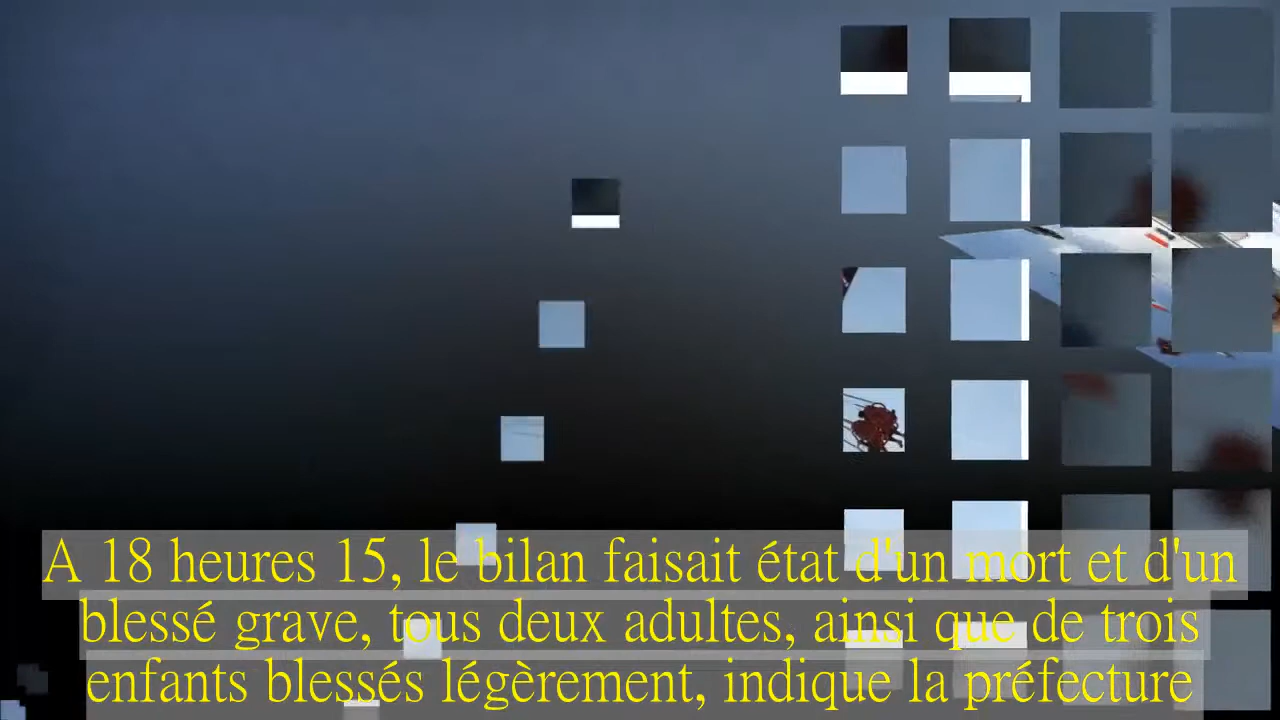 A 18 heures 15, le bilan faisait état d'un mort et d'un
blessé grave, tous deux adultes, ainsi que de trois
enfants blessés légèrement, indique la préfecture